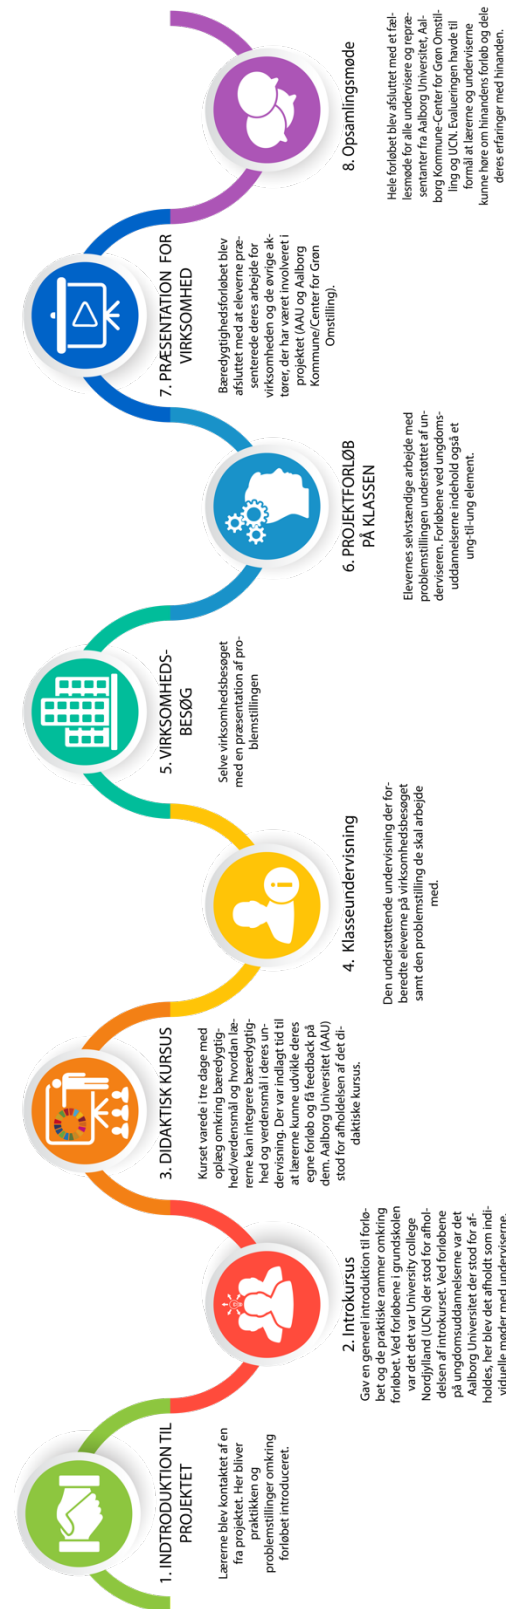 1. INDTRODUKTION TIL
PROJEKTET
Lærerne blev kontaktet af en
fra projektet. Her bliver
praktikken og
problemstillinger omkring
forløbet introduceret.
2. Introkursus
Gav en generel introduktion til forlø-
bet og de praktiske rammer omkring
forløbet. Ved forløbene i grundskolen
var det det var University college
Nordjylland (UCN) der stod for afhol-
delsen af introkurset. Ved forløbene
på ungdomsuddannelserne var det
Aalborg Universitet der stod for af-
holdes, her blev det afholdt som indi-
viduelle møder med underviserne.
3. DIDAKTISK KURSUS
Kurset varede i tre dage med
oplæg omkring bæredygtig-
hed/verdensmål og hvordan læ-
rerne kan integrere bæredygtig-
hed og verdensmål i deres un-
dervisning. Der var indlagt tid til
at lærerne kunne udvikle deres
egne forløb og få feedback på
dem. Aalborg Universitet (AAU)
stod for afholdelsen af det di-
daktiske kursus.
4. Klasseundervisning
Den understøttende undervisning der for-
beredte eleverne på virksomhedsbesøget
samt den problemstilling de skal arbejde
med.
5. VIRKSOMHEDS-
BESØG
Selve virksomhedsbesøget
med en præsentation af pro-
blemstillingen
6. PROJEKTFORLØB
PÅ KLASSEN
Elevernes selvstændige arbejde med
problemstillingen understøttet af un-
derviseren. Forløbene ved ungdoms-
uddannelserne indehold også et
ung-til-ung element.
7. PRÆSENTATION FOR
VIRKSOMHED
Bæredygtighedsforløbet blev
afsluttet med at eleverne præ-
senterede deres arbejde for
virksomheden og de øvrige ak-
tører, der har været involveret i
projektet (AAU og Aalborg
Kommune/Center for Grøn
Omstilling).
8. Opsamlingsmøde
Hele forløbet blev afsluttet med et fæl-
lesmøde for alle undervisere og repræ-
sentanter fra Aalborg Universitet, Aal-
borg Kommune-Center for Grøn Omstil-
ling og UCN. Evalueringen havde til
formål at lærerne og underviserne
kunne høre om hinandens forløb og dele
deres erfaringer med hinanden.